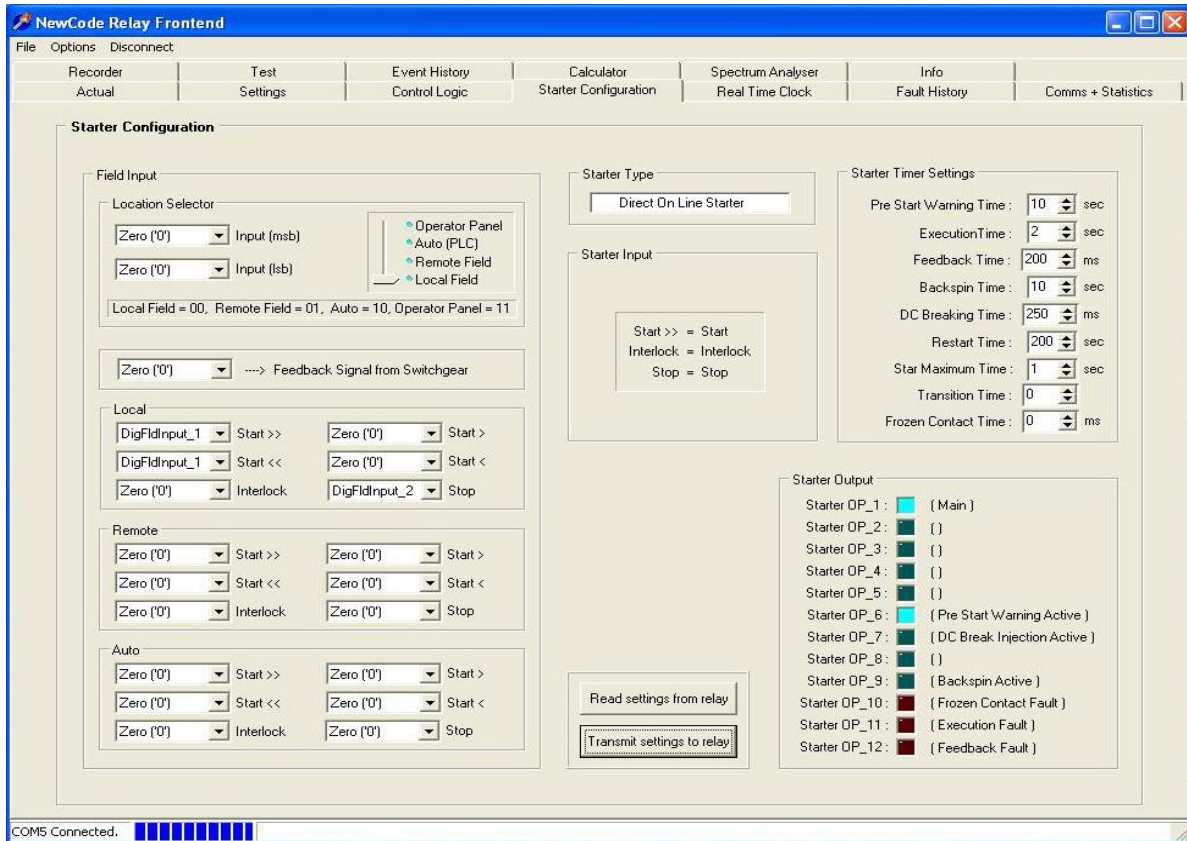 NewCode Relay Frontend
File Options Disconnect
Recorder Test Event History Calculator Spectrum Analyser Info
Actual Settings Control Logic Starter Configuration Real Time Clock Fault History Comms + Statistics
Starter Configuration
Field Input
Location Selector
Zero ('0') Input (msb)
Zero ('0') Input (lsb)
Operator Panel
Auto (PLC)
Remote Field
Local Field
Local Field = 00, Remote Field = 01, Auto = 10, Operator Panel = 11
Zero ('0') ----> Feedback Signal from Switchgear
Local
DigFldInput_1 Start >> Zero ('0') Start >
DigFldInput_1 Start << Zero ('0') Start <
Zero ('0') Interlock DigFldInput_2 Stop
Remote
Zero ('0') Start >> Zero ('0') Start >
Zero ('0') Start << Zero ('0') Start <
Zero ('0') Interlock Zero ('0') Stop
Auto
Zero ('0') Start >> Zero ('0') Start >
Zero ('0') Start << Zero ('0') Start <
Zero ('0') Interlock Zero ('0') Stop
Starter Type
Direct On Line Starter
Starter Input
Start >> = Start
Interlock = Interlock
Stop = Stop
Read settings from relay
Transmit settings to relay
Starter Timer Settings
Pre Start Warning Time : 10 sec
ExecutionTime : 2 sec
Feedback Time : 200 ms
Backspin Time : 10 sec
DC Breaking Time : 250 ms
Restart Time : 200 sec
Star Maximum Time : 1 sec
Transition Time : 0
Frozen Contact Time : 0 ms
Starter Output
Starter OP_1 : ( Main )
Starter OP_2 : ( )
Starter OP_3 : ( )
Starter OP_4 : ( )
Starter OP_5 : ( )
Starter OP_6 : ( Pre Start Warning Active )
Starter OP_7 : ( DC Break Injection Active )
Starter OP_8 : ( )
Starter OP_9 : ( Backspin Active )
Starter OP_10 : ( Frozen Contact Fault )
Starter OP_11 : ( Execution Fault )
Starter OP_12 : ( Feedback Fault )
COM5 Connected.